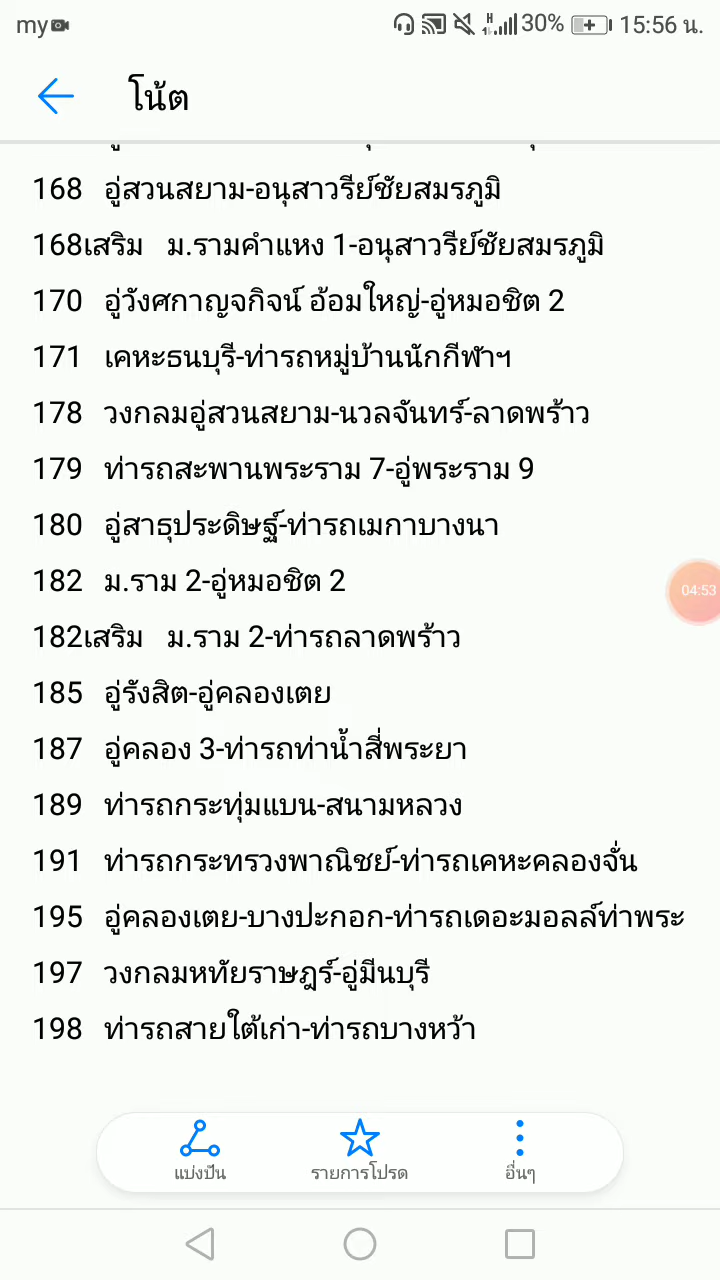 my
H
30%
15:56 น.
โน้ต
168 อู่สวนสยาม-อนุสาวรีย์ชัยสมรภูมิ
168เสริม ม.รามคำแหง 1-อนุสาวรีย์ชัยสมรภูมิ
170 อู่วังศกาญจกิจน์ อ้อมใหญ่-อู่หมอชิต 2
171 เคหะธนบุรี-ท่ารถหมู่บ้านนักกีฬาฯ
178 วงกลมอู่สวนสยาม-นวลจันทร์-ลาดพร้าว
179 ท่ารถสะพานพระราม 7-อู่พระราม 9
180 อู่สาธุประดิษฐ์-ท่ารถเมกาบางนา
182 ม.ราม 2-อู่หมอชิต 2
04:53
182เสริม ม.ราม 2-ท่ารถลาดพร้าว
185 อู่รังสิต-อู่คลองเตย
187 อู่คลอง 3-ท่ารถท่าน้ำสี่พระยา
189 ท่ารถกระทุ่มแบน-สนามหลวง
191 ท่ารถกระทรวงพาณิชย์-ท่ารถเคหะคลองจั่น
195 อู่คลองเตย-บางปะกอก-ท่ารถเดอะมอลล์ท่าพระ
197 วงกลมหทัยราษฎร์-อู่มีนบุรี
198 ท่ารถสายใต้เก่า-ท่ารถบางหว้า
แบ่งปัน
รายการโปรด
อื่นๆ